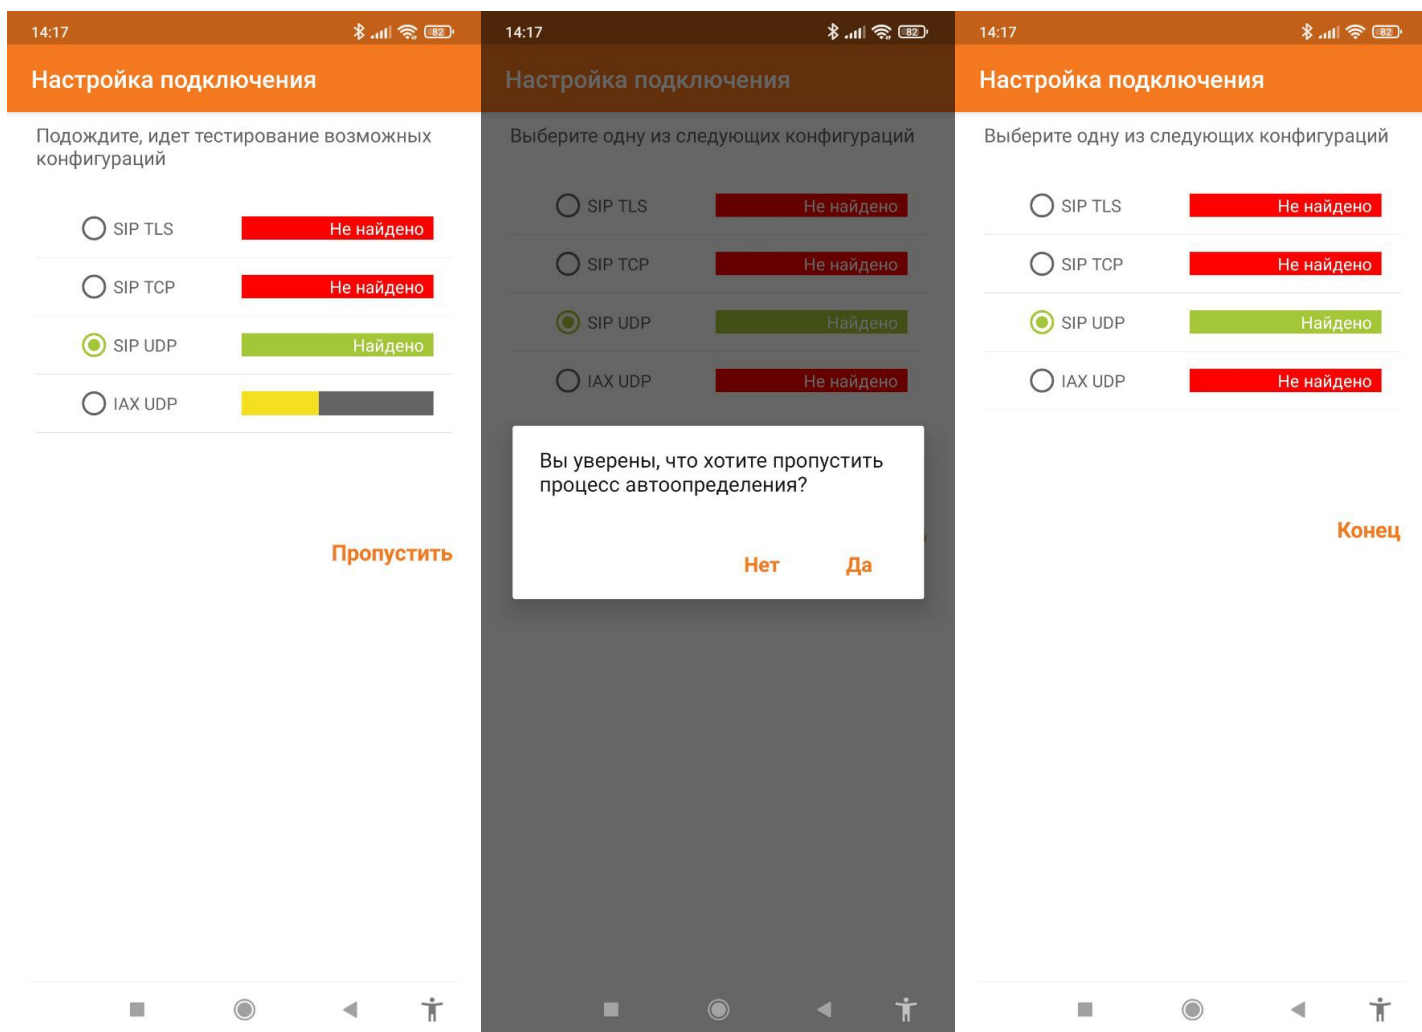 14:17
82
Настройка подключения
Подождите, идет тестирование возможных
конфигураций
SIP TLS Не найдено
SIP TCP Не найдено
SIP UDP Найдено
IAX UDP
Пропустить
14:17
82
Настройка подключения
Выберите одну из следующих конфигураций
SIP TLS Не найдено
SIP TCP Не найдено
SIP UDP Найдено
IAX UDP Не найдено
Вы уверены, что хотите пропустить
процесс автоопределения?
Нет Да
14:17
82
Настройка подключения
Выберите одну из следующих конфигураций
SIP TLS Не найдено
SIP TCP Не найдено
SIP UDP Найдено
IAX UDP Не найдено
Конец